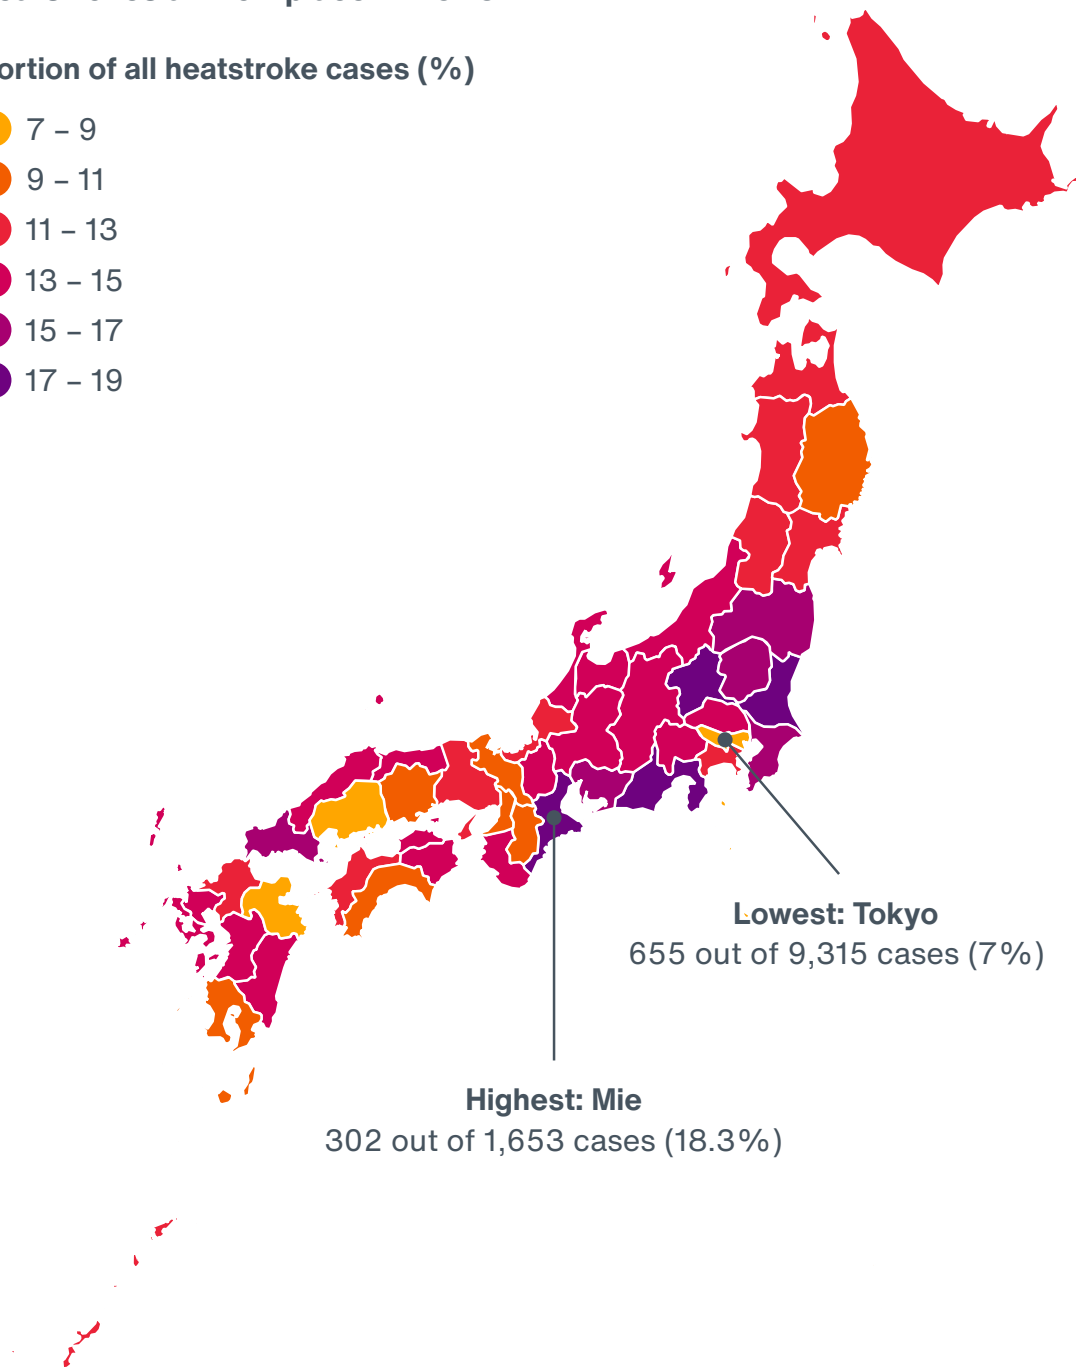 ortion of all heatstroke cases (%)
7 – 9
9 – 11
11 – 13
13 – 15
15 – 17
17 – 19
Lowest: Tokyo
655 out of 9,315 cases (7%)
Highest: Mie
302 out of 1,653 cases (18.3%)